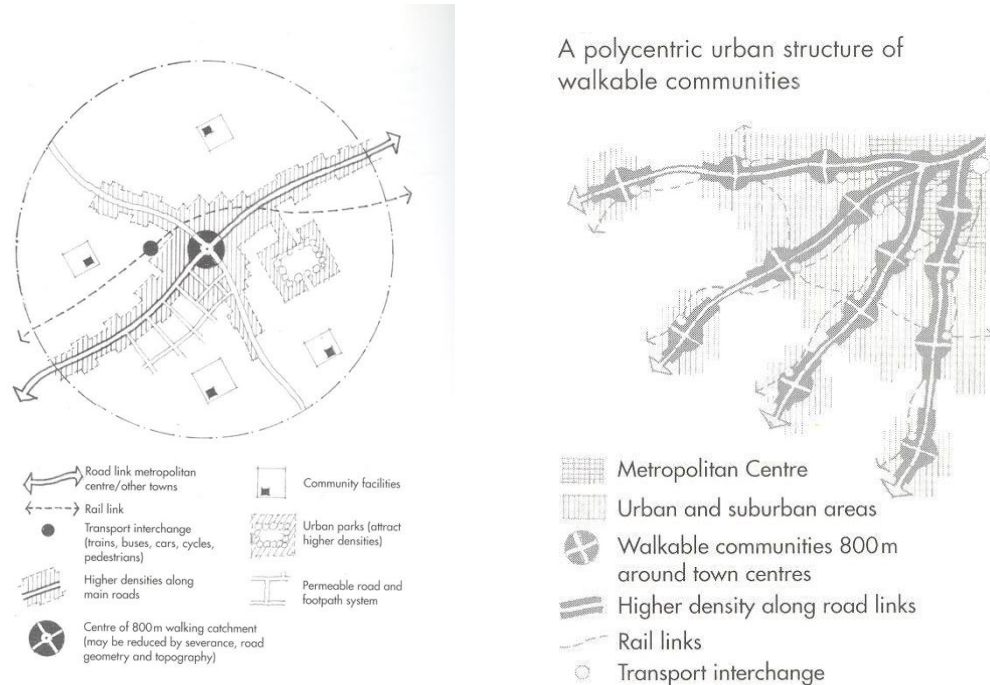 Road link metropolitan
centre/other towns
Rail link
Transport interchange
(trains, buses, cars, cycles,
pedestrians)
Higher densities along
main roads
Centre of 800m walking catchment
(may be reduced by severance, road
geometry and topography)
Community facilities
Urban parks (attract
higher densities)
Permeable road and
footpath system
A polycentric urban structure of
walkable communities
Metropolitan Centre
Urban and suburban areas
Walkable communities 800m
around town centres
Higher density along road links
Rail links
Transport interchange